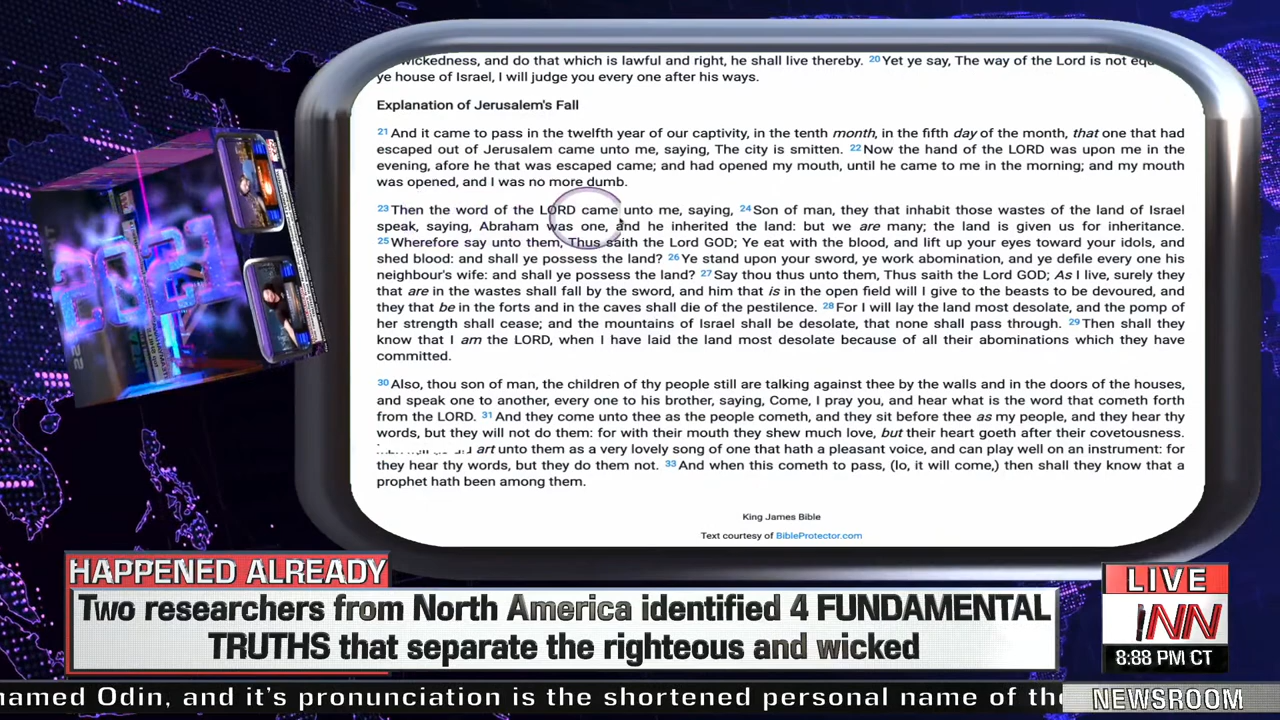 wickedness, and do that which is lawful and right, he shall live thereby. 20 Yet ye say, The way of the Lord is not
ye house of Israel, I will judge you every one after his ways.
Explanation of Jerusalem's Fall
21 And it came to pass in the twelfth year of our captivity, in the tenth month, in the fifth day of the month, that one that had
escaped out of Jerusalem came unto me, saying, The city is smitten. 22 Now the hand of the LORD was upon me in the
evening, afore he that was escaped came; and had opened my mouth, until he came to me in the morning; and my mouth
was opened, and I was no more dumb.
23 Then the word of the LORD came unto me, saying, 24 Son of man, they that inhabit those wastes of the land of Israel
speak, saying, Abraham was one, and he inherited the land: but we are many; the land is given us for inheritance.
25 Wherefore say unto them, Thus saith the Lord GOD; Ye eat with the blood, and lift up your eyes toward your idols, and
shed blood: and shall ye possess the land? 26 Ye stand upon your sword, ye work abomination, and ye defile every one his
neighbour's wife: and shall ye possess the land? 27 Say thou thus unto them, Thus saith the Lord GOD; As I live, surely they
that are in the wastes shall fall by the sword, and him that is in the open field will I give to the beasts to be devoured, and
they that be in the forts and in the caves shall die of the pestilence. 28 For I will lay the land most desolate, and the pomp of
her strength shall cease; and the mountains of Israel shall be desolate, that none shall pass through. 29 Then shall they
know that I am the LORD, when I have laid the land most desolate because of all their abominations which they have
committed.
30 Also, thou son of man, the children of thy people still are talking against thee by the walls and in the doors of the houses,
and speak one to another, every one to his brother, saying, Come, I pray you, and hear what is the word that cometh forth
from the LORD. 31 And they come unto thee as the people cometh, and they sit before thee as my people, and they hear thy
words, but they will not do them: for with their mouth they shew much love, but their heart goeth after their covetousness.
art unto them as a very lovely song of one that hath a pleasant voice, and can play well on an instrument: for
they hear thy words, but they do them not. 33 And when this cometh to pass, (lo, it will come,) then shall they know that a
prophet hath been among them.
King James Bible
Text courtesy of BibleProtector.com
2021
HAPPENED ALREADY
Two researchers from North America identified 4 FUNDAMENTAL
TRUTHS that separate the righteous and wicked
LIVE
INN
8:88 PM CT
named Odin, and it's pronunciation is the shortened personal name of the
NEWSROOM